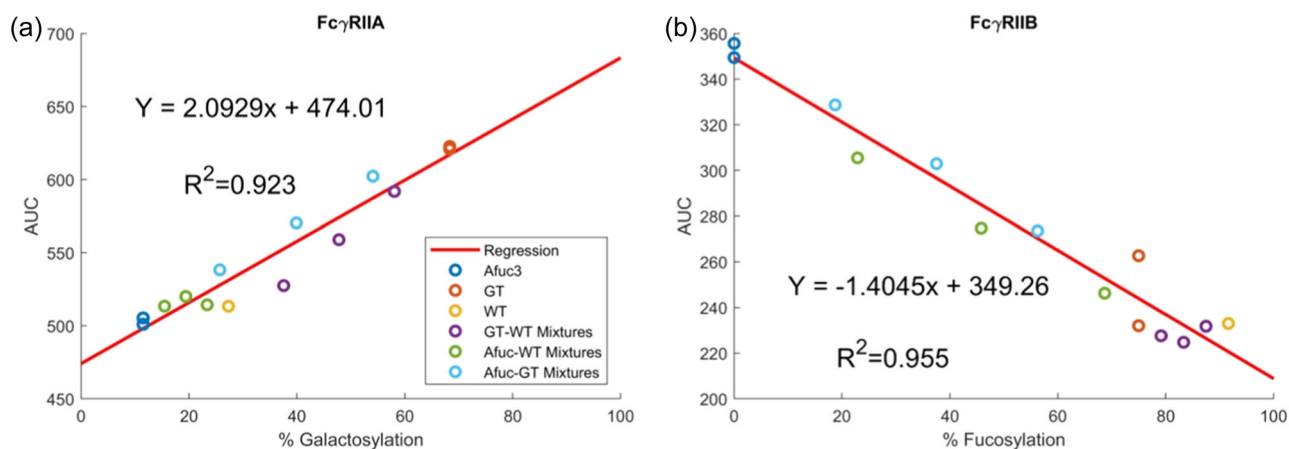 (a)
FcγRIIA
700
650
600
550
500
450
AUC
Y = 2.0929x + 474.01
R2=0.923
Regression
Afuc3
GT
WT
GT-WT Mixtures
Afuc-WT Mixtures
Afuc-GT Mixtures
0 20 40 60 80 100
% Galactosylation
(b)
FcγRIIB
360
340
320
300
280
260
240
220
200
AUC
Y = -1.4045x + 349.26
R2=0.955
0 20 40 60 80 100
% Fucosylation